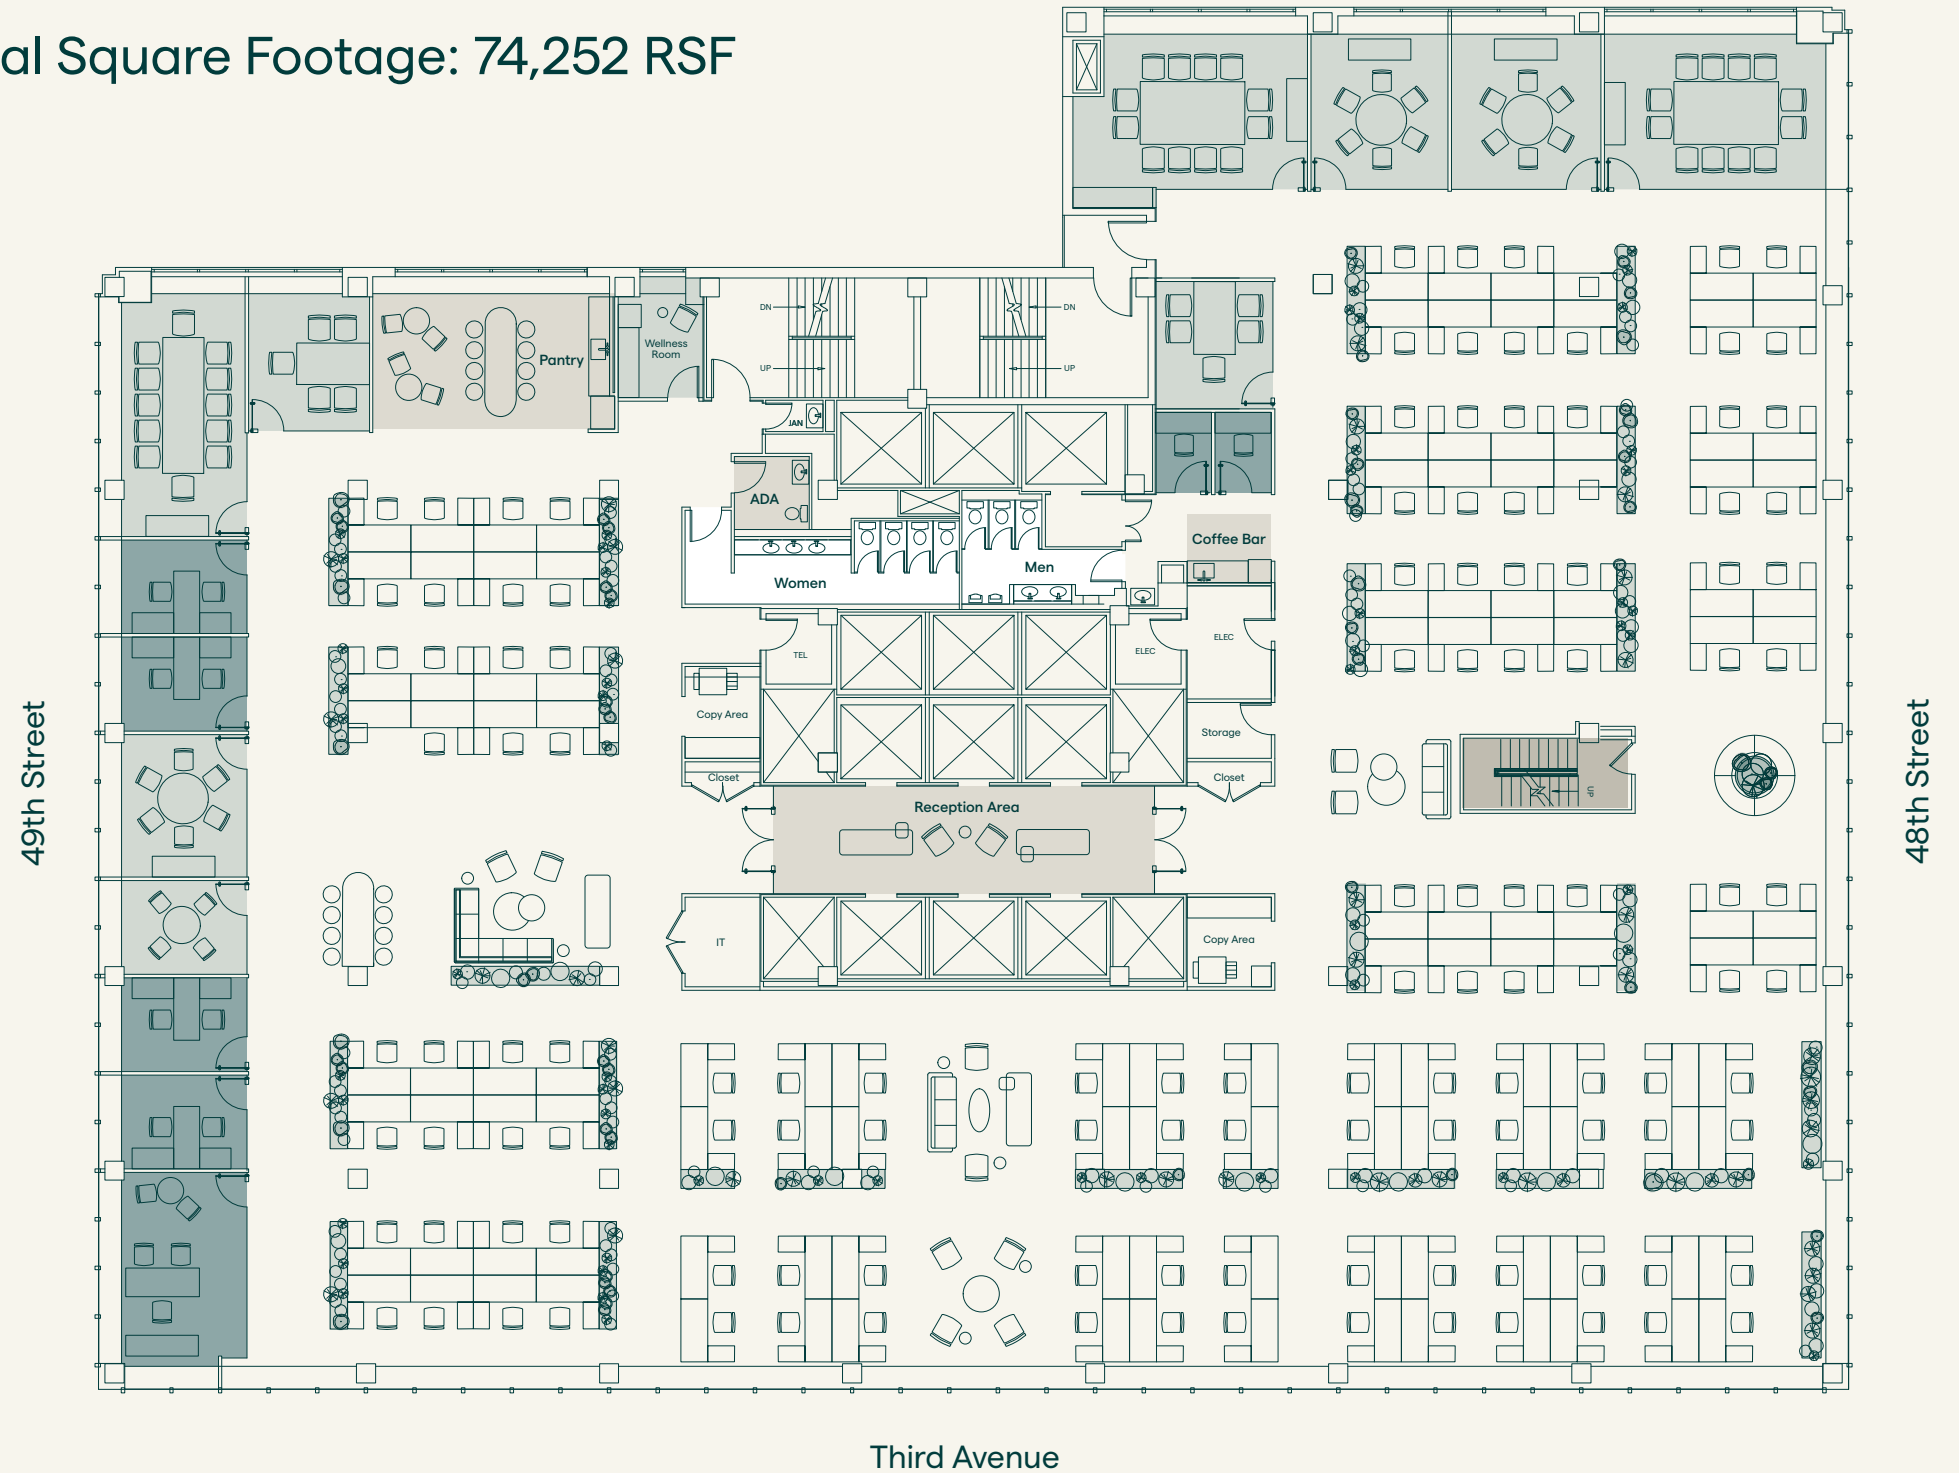 al Square Footage: 74,252 RSF
DN
DN
Wellness
Room
Pantry
UP
UP
JAN
ADA
Coffee Bar
Men
Women
ELEC
TEL
ELEC
Copy Area
Storage
Closet
Closet
UP
Reception Area
49th Street
48th Street
IT
Copy Area
Third Avenue